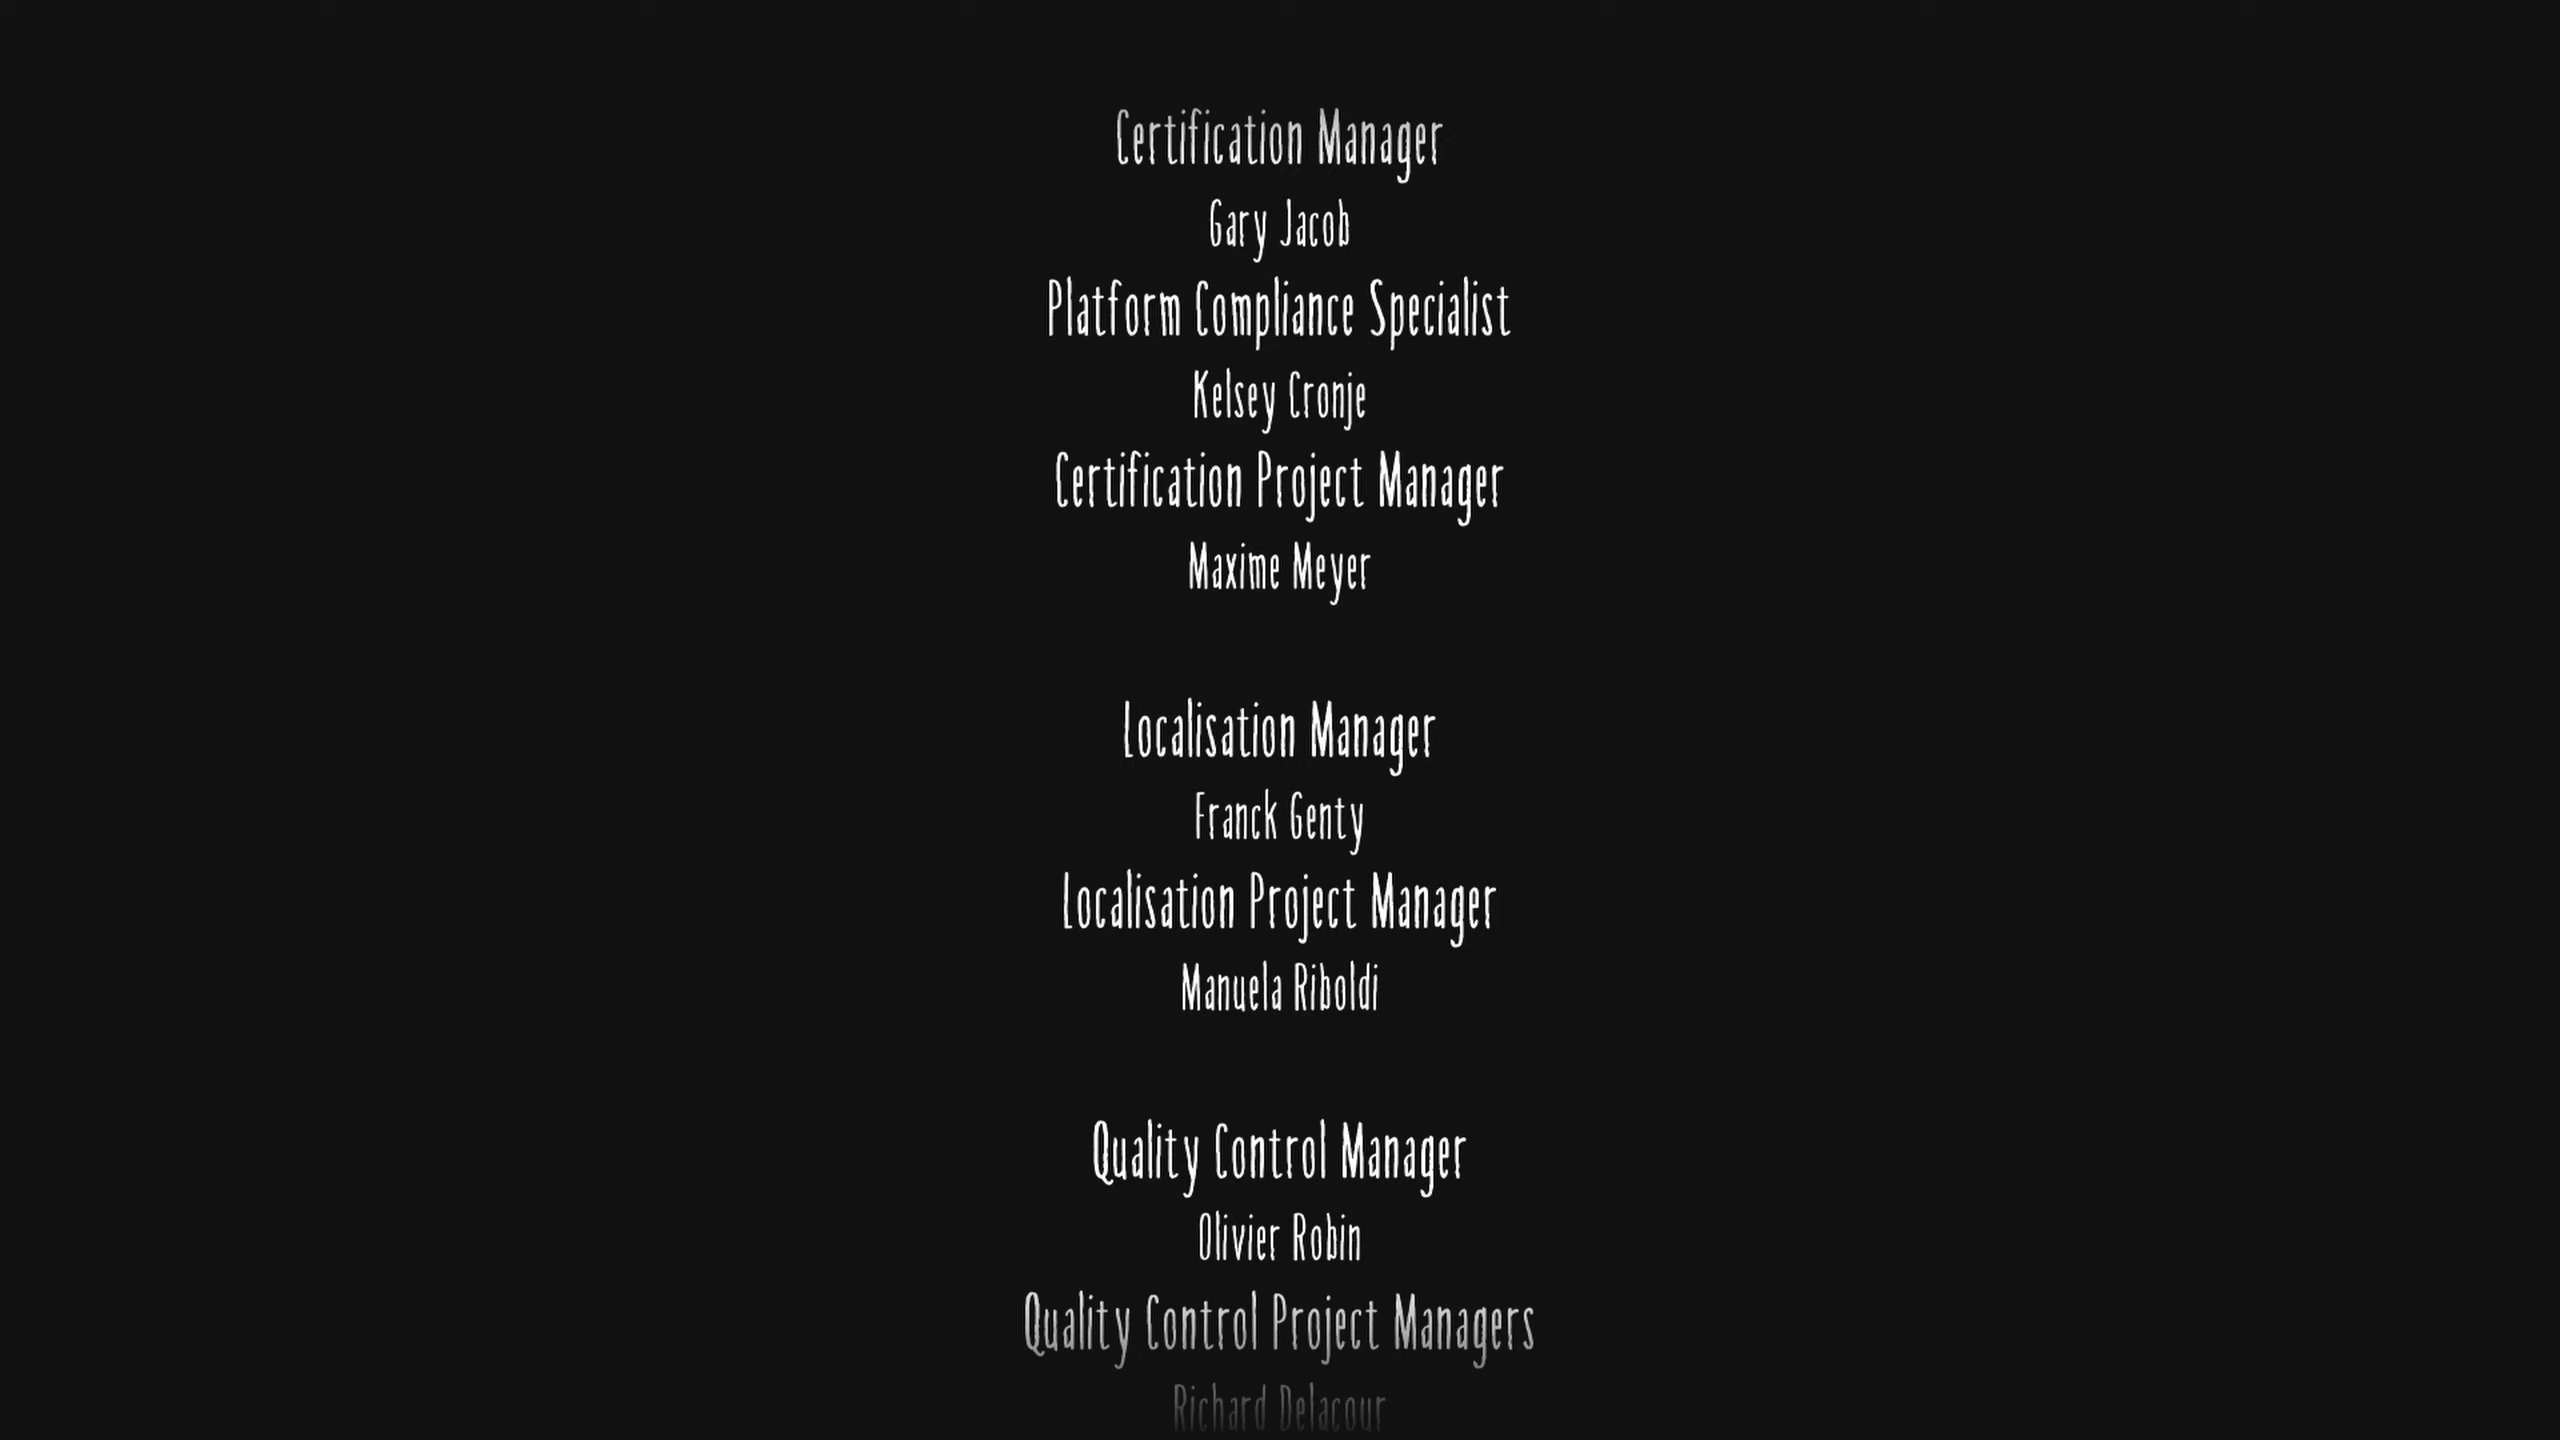 Certification Manager
Gary Jacob
Platform Compliance Specialist
Kelsey Cronje
Certification Project Manager
Maxime Meyer
Localisation Manager
Franck Genty
Localisation Project Manager
Manuela Riboldi
Quality Control Manager
Olivier Robin
Quality Control Project Managers
Richard Delacour